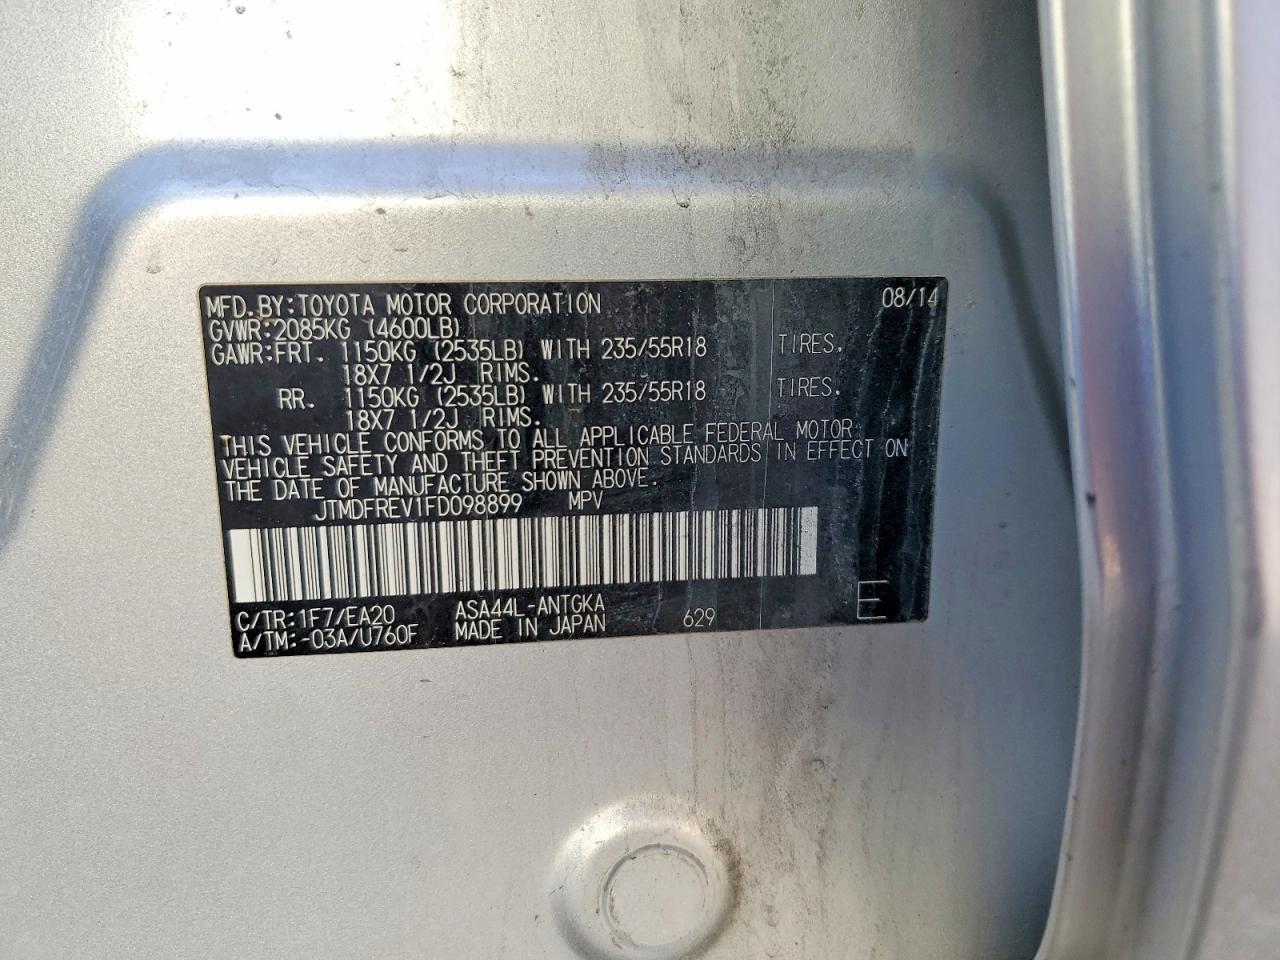 MFD.BY:TOYOTA MOTOR CORPORATION 08/14
GVWR:2085KG (4600LB)
GAWR:FRT. 1150KG (2535LB) WITH 235/55R18 TIRES.
18X7 1/2J RIMS.
RR. 1150KG (2535LB) WITH 235/55R18 TIRES.
18X7 1/2J RIMS.
THIS VEHICLE CONFORMS TO ALL APPLICABLE FEDERAL MOTOR
VEHICLE SAFETY AND THEFT PREVENTION STANDARDS IN EFFECT ON
THE DATE OF MANUFACTURE SHOWN ABOVE.
JTMDFREV1FD098899 MPV
C/TR:1F7/EA20 ASA44L-ANTGKA 629 E
A/TM:-03A/U760F MADE IN JAPAN